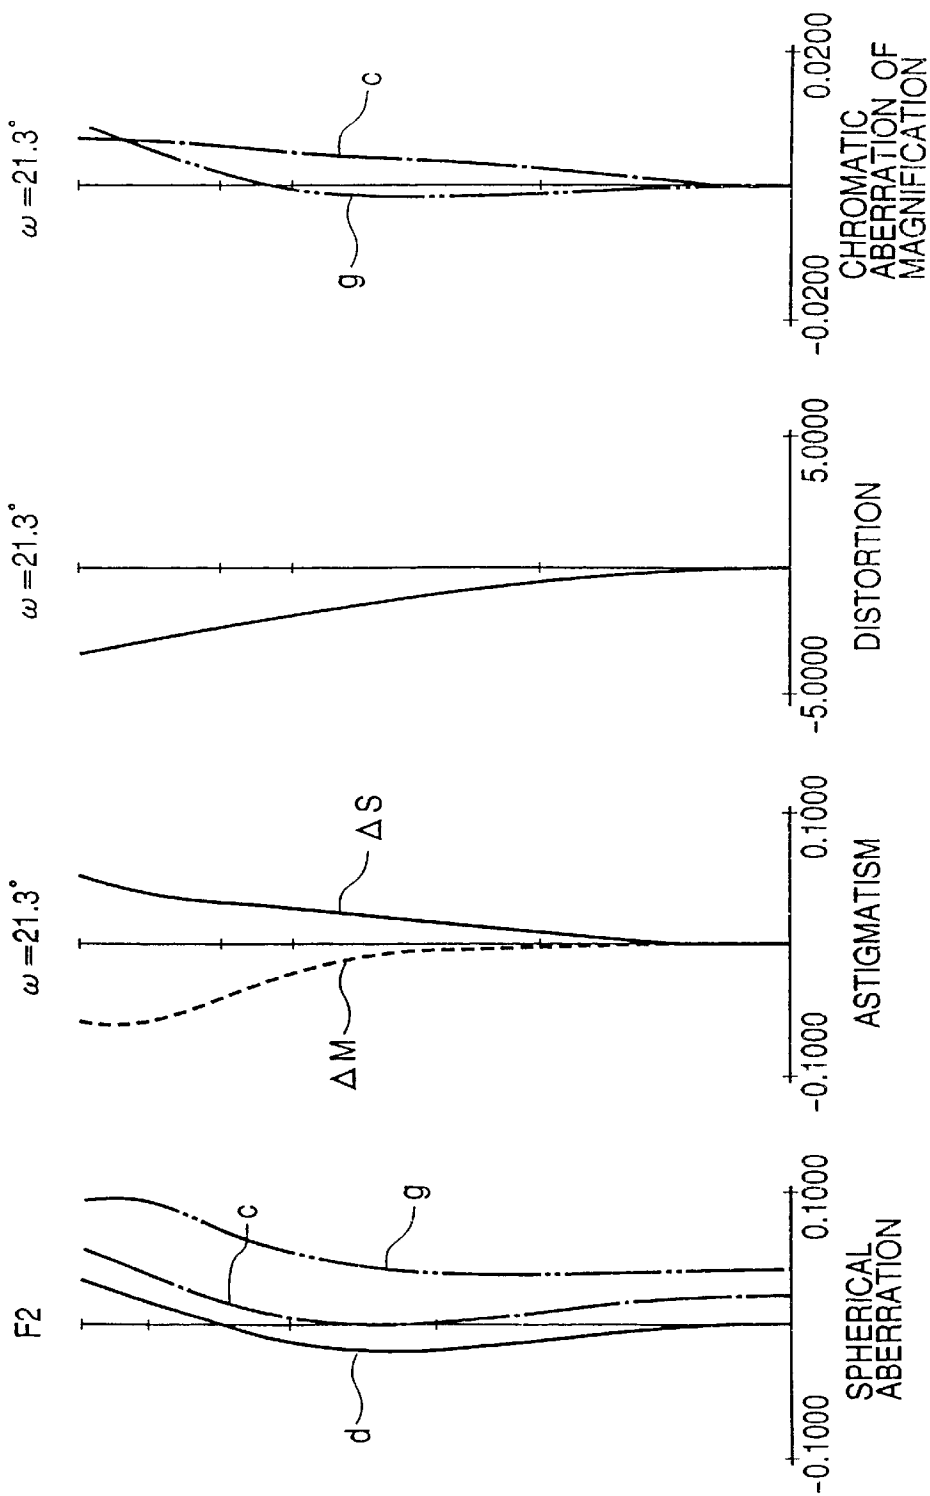 F2
d
c
g
-0.1000
0.1000
SPHERICAL
ABERRATION
ω=21.3°
ΔM
ΔS
-0.1000
0.1000
ASTIGMATISM
ω=21.3°
-5.0000
5.0000
DISTORTION
ω=21.3°
g
c
-0.0200
0.0200
CHROMATIC
ABERRATION OF
MAGNIFICATION